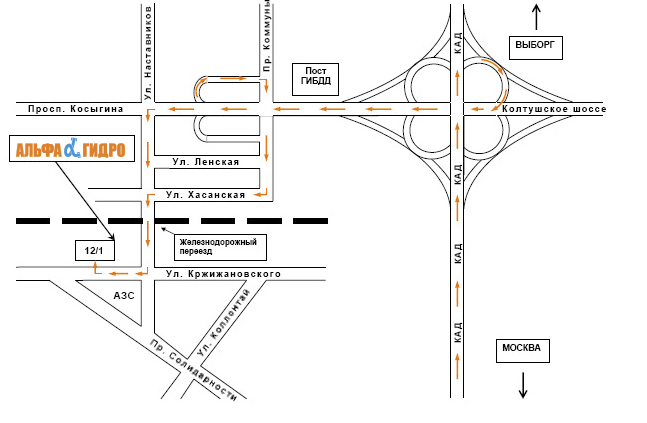 Ул. Наставников
Пр. Коммуны
КАД
ВЫБОРГ
Пост
ГИБДД
Просп. Косыгина
Колтушское шоссе
АЛЬФА ГИДРО
Ул. Ленская
КАД
Ул. Хасанская
12/1
Железнодорожный
переезд
КАД
Ул. Кржижановского
АЗС
Ул. Коллонтай
КАД
МОСКВА
Пр. Солидарности